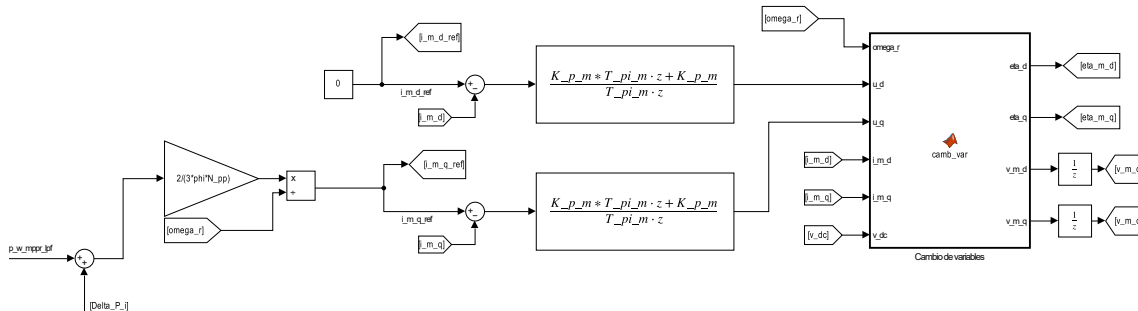 [omega_r]
[i_m_d_ref]
omega_r
eta_d
[eta_m_d]
0
i_m_d_ref
K_p_m * T_pi_m · z + K_p_m
T_pi_m · z
u_d
[i_m_d]
eta_q
[eta_m_q]
u_q
camb_var
2/(3*phi*N_pp)
[i_m_q_ref]
[i_m_d]
i_m_d
v_m_d
1
z
x
÷
i_m_q_ref
K_p_m * T_pi_m · z + K_p_m
T_pi_m · z
[i_m_q]
i_m_q
v_m_q
1
z
[omega_r]
[i_m_q]
[v_dc]
v_dc
p_w_mppr_lpf
Cambio de variables
[Delta_P_i]